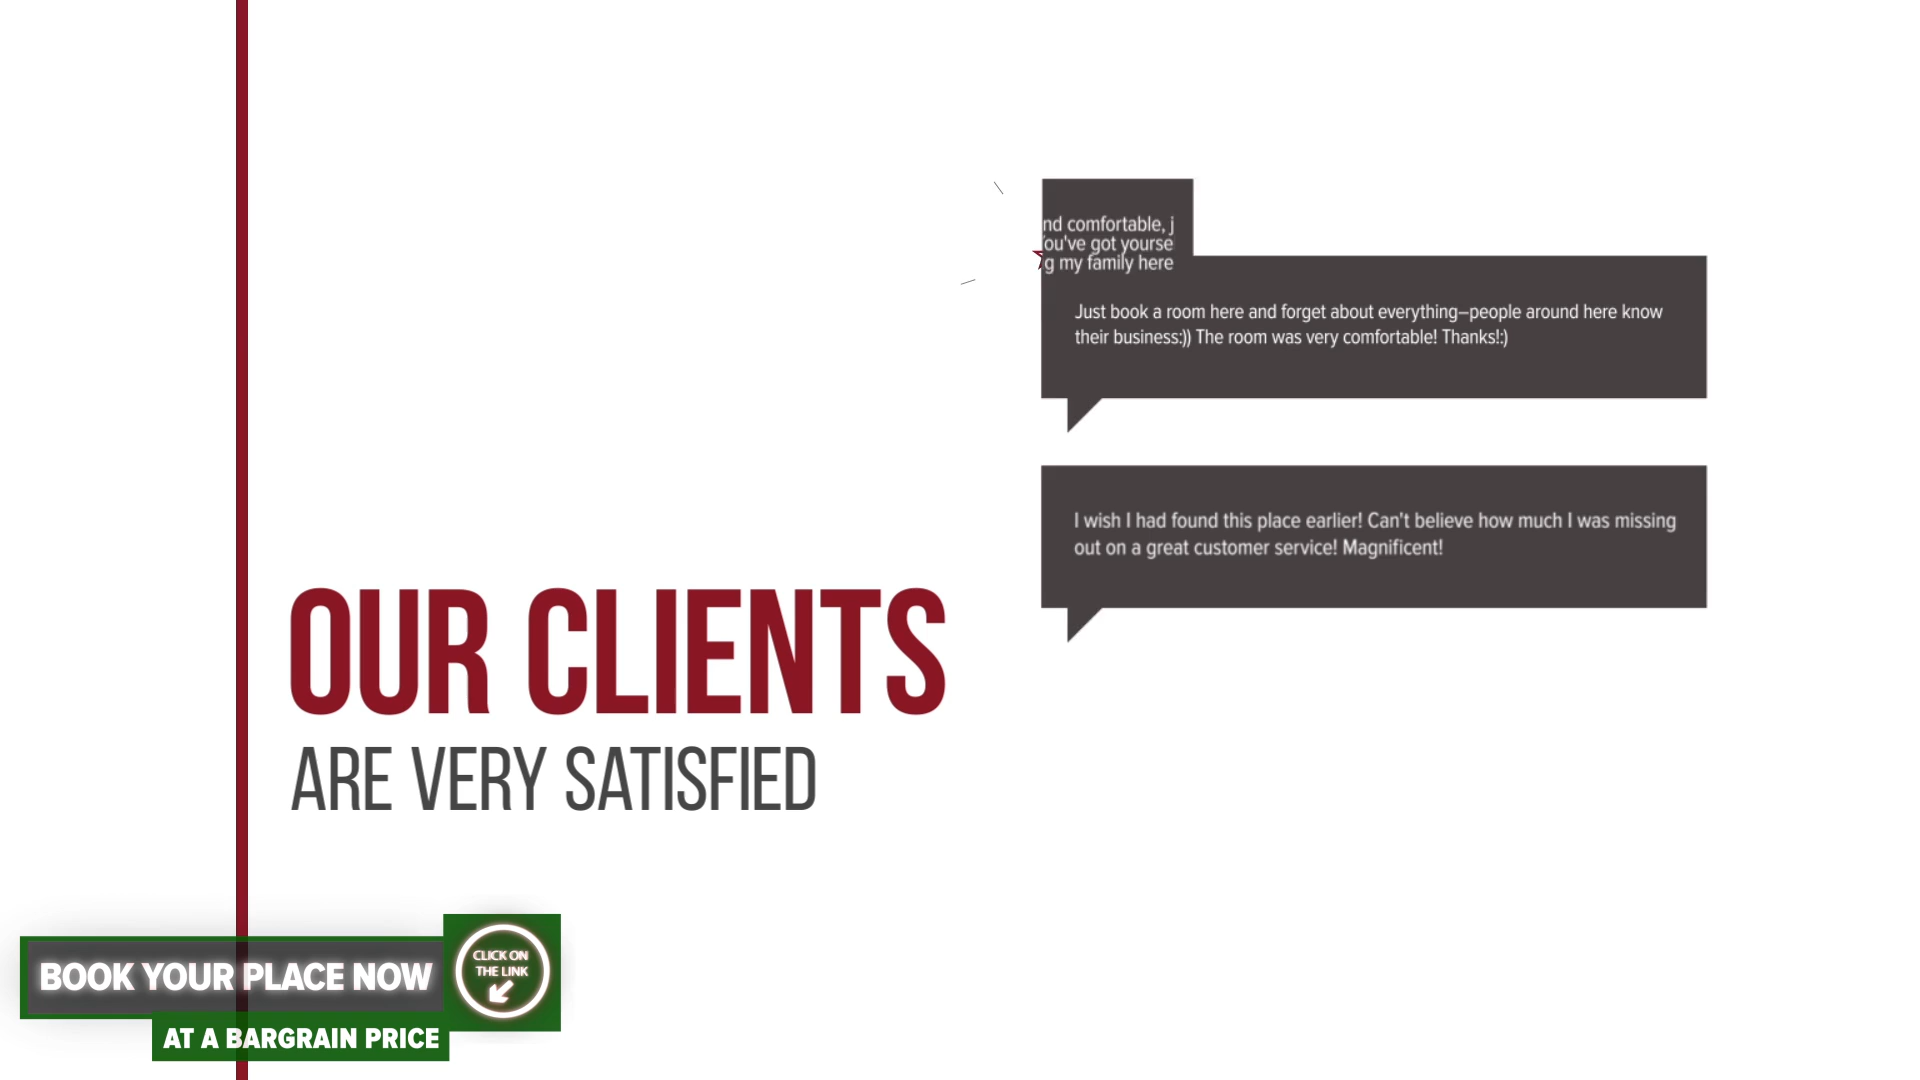 nd comfortable, j
ou've got yourse
g my family here
Just book a room here and forget about everything–people around here know
their business:)) The room was very comfortable! Thanks!:)
I wish I had found this place earlier! Can't believe how much I was missing
out on a great customer service! Magnificent!
OUR CLIENTS
ARE VERY SATISFIED
BOOK YOUR PLACE NOW
CLICK ON
THE LINK
AT A BARGRAIN PRICE